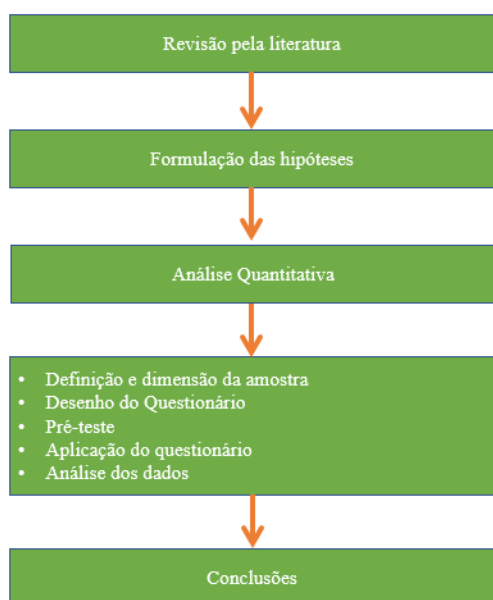 Revisão pela literatura
Formulação das hipóteses
Análise Quantitativa
• Definição e dimensão da amostra
• Desenho do Questionário
• Pré-teste
• Aplicação do questionário
• Análise dos dados
Conclusões